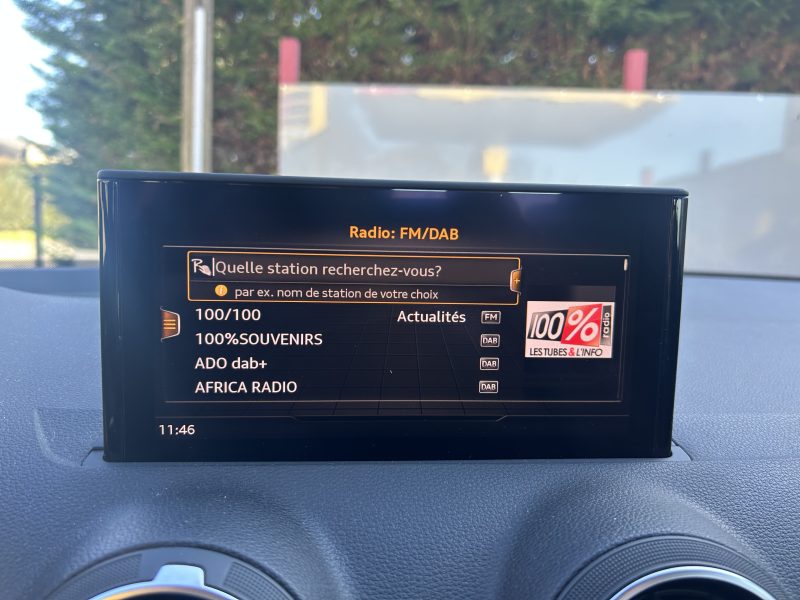 Radio: FM/DAB
Quelle station recherchez-vous?
i par ex. nom de station de votre choix
100/100 Actualités FM
100%SOUVENIRS DAB
ADO dab+ DAB
AFRICA RADIO DAB
100% radio
LES TUBES & L'INFO
11:46